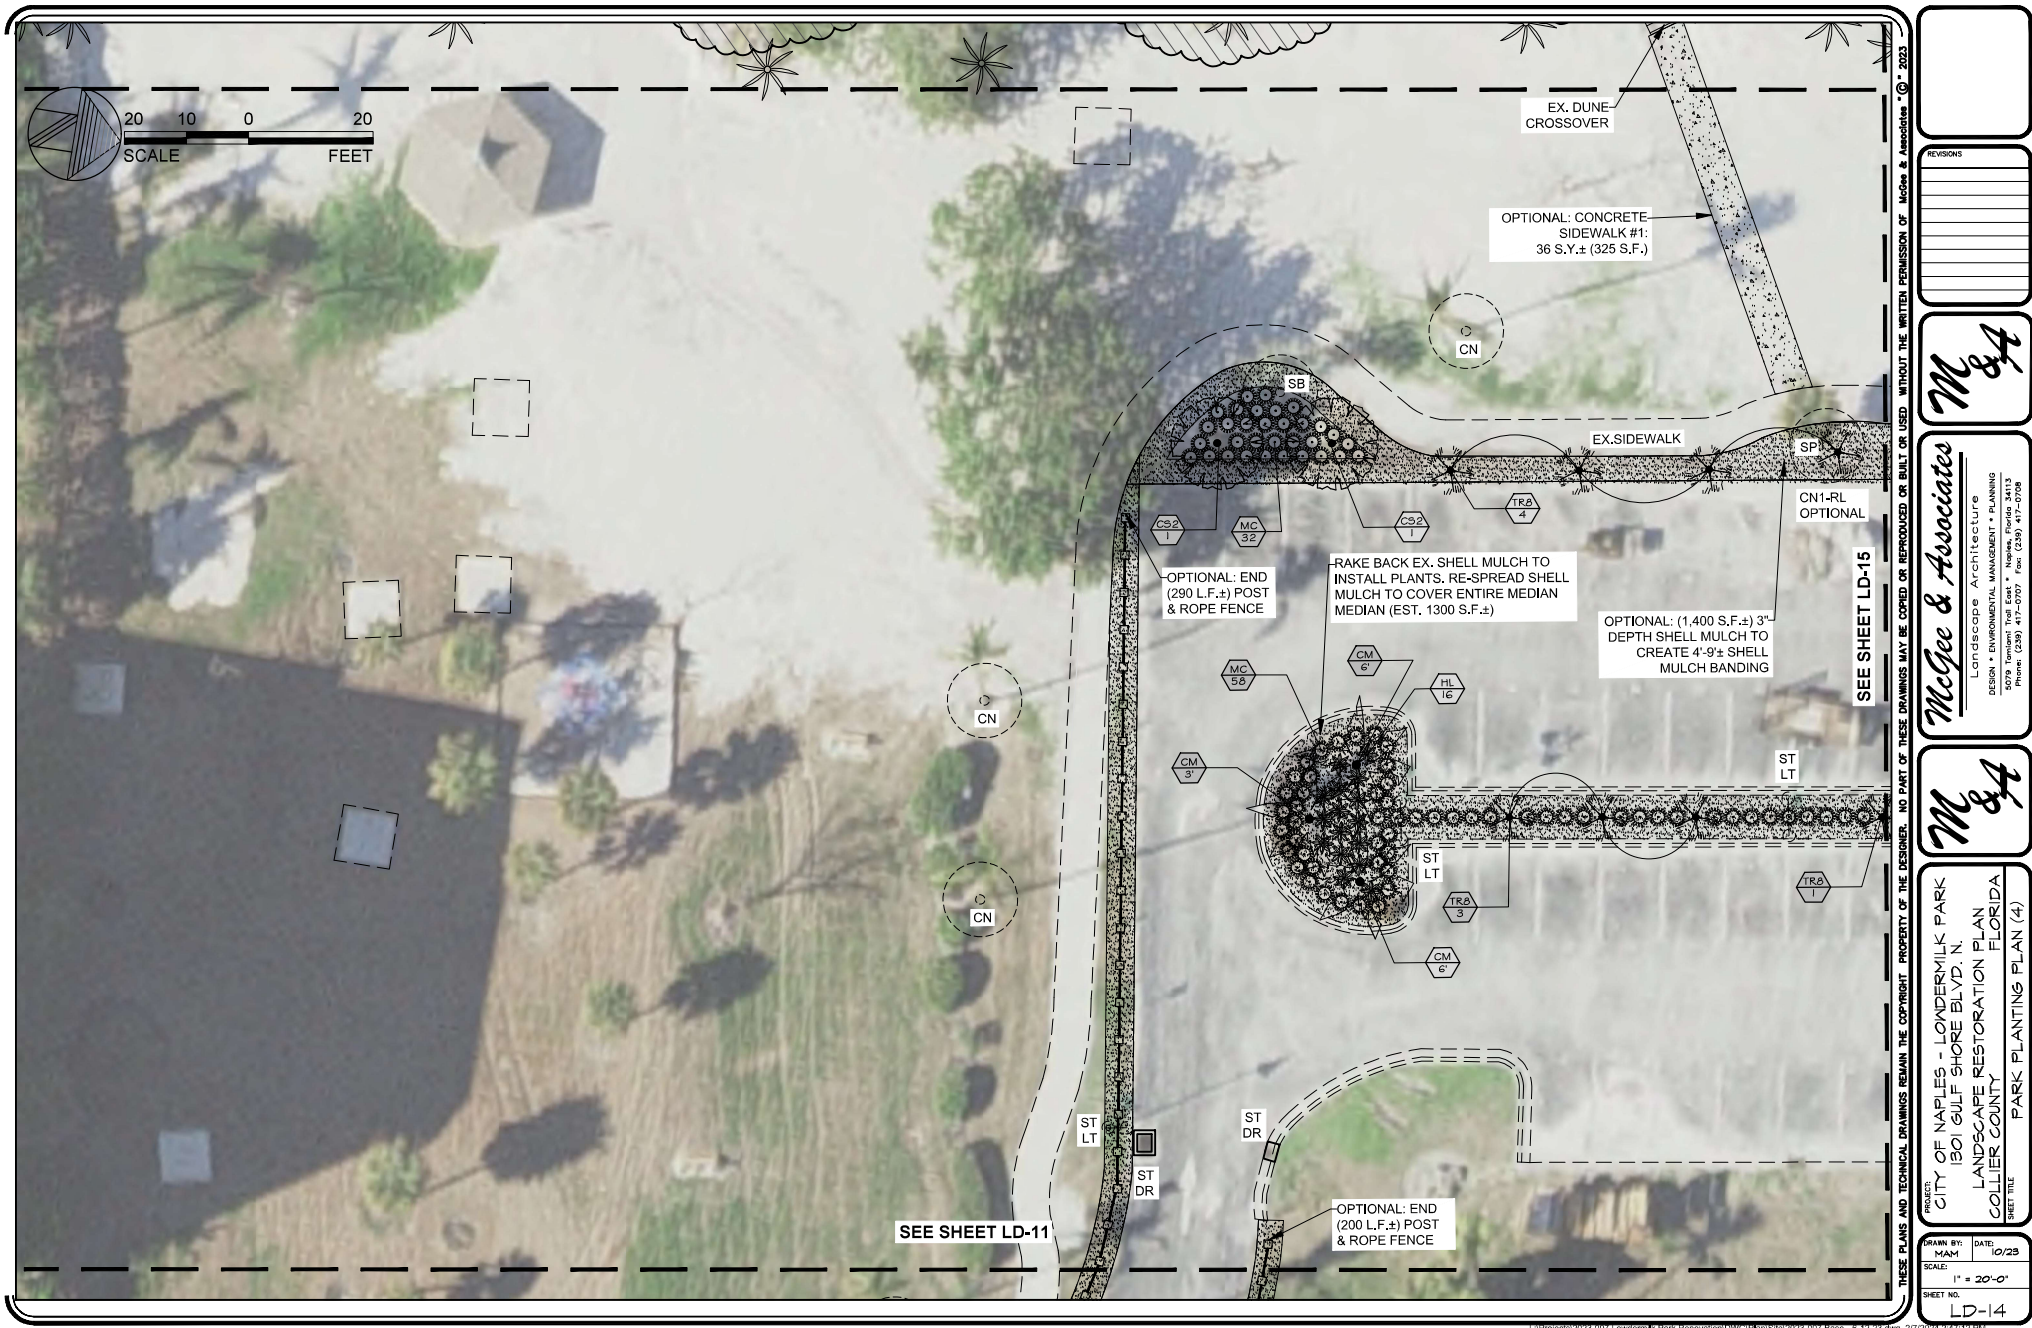 20 10 0 20
SCALE FEET
EX. DUNE
CROSSOVER
OPTIONAL: CONCRETE
SIDEWALK #1:
36 S.Y.± (325 S.F.)
CN
SB
EX.SIDEWALK
SP
CN1-RL
OPTIONAL
CS2
1
MC
32
CS2
1
TR8
4
OPTIONAL: END
(290 L.F.±) POST
& ROPE FENCE
RAKE BACK EX. SHELL MULCH TO
INSTALL PLANTS. RE-SPREAD SHELL
MULCH TO COVER ENTIRE MEDIAN
MEDIAN (EST. 1300 S.F.±)
OPTIONAL: (1,400 S.F.±) 3"
DEPTH SHELL MULCH TO
CREATE 4'-9'± SHELL
MULCH BANDING
SEE SHEET LD-15
MC
58
CM
6'
HL
16
CN
CM
3'
ST
LT
ST
LT
TR8
3
TR8
1
CN
CM
6'
ST
LT
ST
DR
ST
DR
OPTIONAL: END
(200 L.F.±) POST
& ROPE FENCE
SEE SHEET LD-11
THESE PLANS AND TECHNICAL DRAWINGS REMAIN THE COPYRIGHT PROPERTY OF THE DESIGNER. NO PART OF THESE DRAWINGS MAY BE COPIED OR REPRODUCED OR BUILT OR USED WITHOUT THE WRITTEN PERMISSION OF McGee & Associates "©" 2023
REVISIONS
M&A
McGee & Associates
Landscape Architecture
DESIGN * ENVIRONMENTAL MANAGEMENT * PLANNING
5079 Tamiami Trail East * Naples, Florida 34113
Phone: (239) 417-0707 Fax: (239) 417-0708
M&A
PROJECT:
CITY OF NAPLES - LOWDERMILK PARK
1301 GULF SHORE BLVD. N.
LANDSCAPE RESTORATION PLAN
COLLIER COUNTY FLORIDA
SHEET TITLE
PARK PLANTING PLAN (4)
DRAWN BY: DATE:
MAM 10/23
SCALE:
1" = 20'-0"
SHEET NO.
LD-14